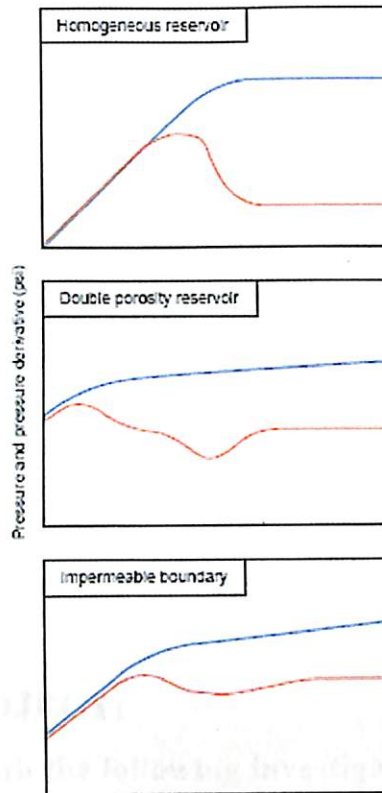 Homogeneous reservoir
Pressure and pressure derivative (psi)
Double porosity reservoir
Impermeable boundary